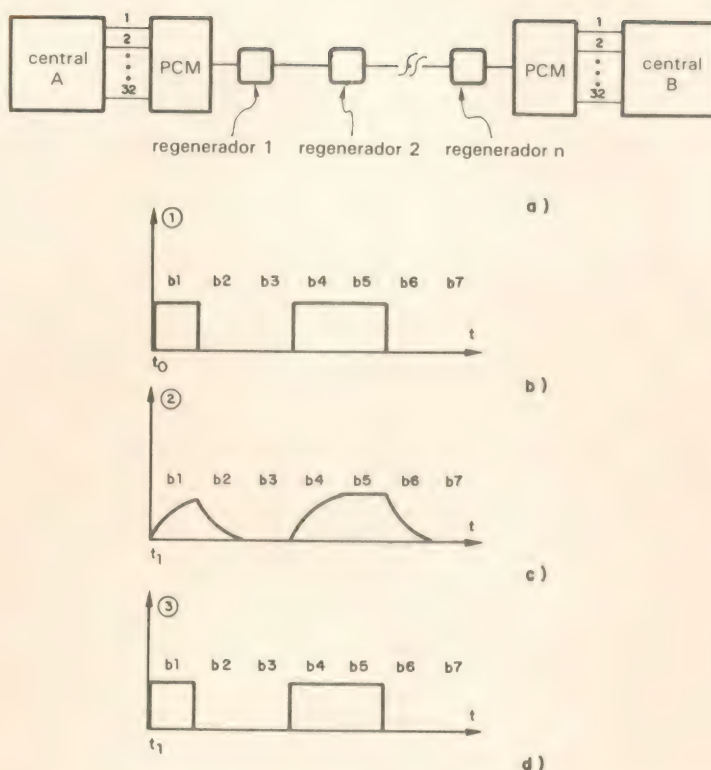 central A
1
2
32
PCM
PCM
1
2
32
central B
regenerador 1
regenerador 2
regenerador n
a )
1
b1 b2 b3 b4 b5 b6 b7
t
t0
b )
2
b1 b2 b3 b4 b5 b6 b7
t
t1
c )
3
b1 b2 b3 b4 b5 b6 b7
t
t1
d )